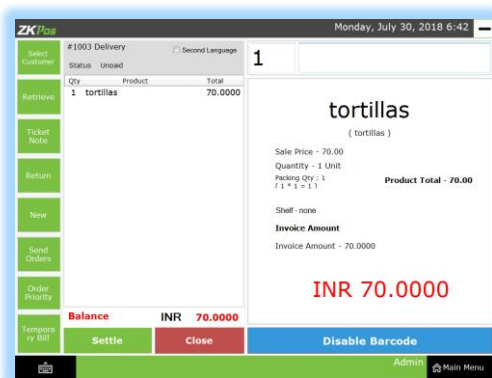 ZKPos
Monday, July 30, 2018 6:42
Select
Customer
Retrieve
Ticket
Note
Return
New
Send
Orders
Order
Priority
Tempora
ry Bill
#1003 Delivery
Second Language
Status Unpaid
Qty Product Total
1 tortillas 70.0000
Balance INR 70.0000
Settle
Close
1
tortillas
( tortillas )
Sale Price - 70.00
Quantity - 1 Unit
Packing Qty : 1
( 1 * 1 = 1 )
Product Total - 70.00
Shelf - none
Invoice Amount
Invoice Amount - 70.0000
INR 70.0000
Disable Barcode
Admin
Main Menu